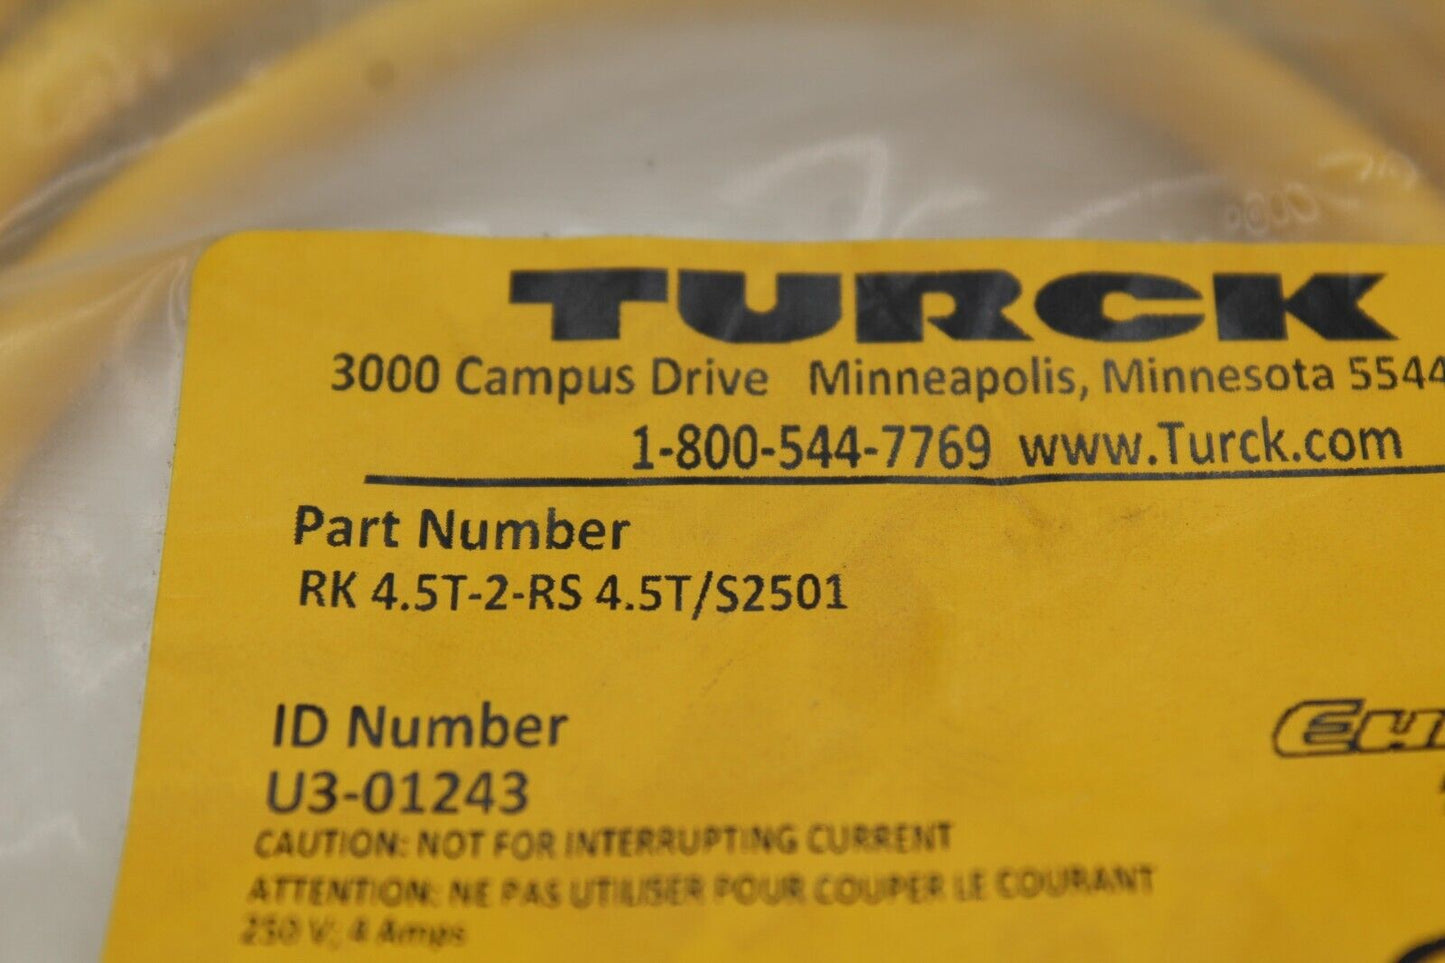 TURCK
3000 Campus Drive Minneapolis, Minnesota 5544
1-800-544-7769 www.Turck.com
Part Number
RK 4.5T-2-RS 4.5T/S2501
ID Number
U3-01243
CAUTION: NOT FOR INTERRUPTING CURRENT
ATTENTION: NE PAS UTILISER POUR COUPER LE COURANT
250 V; 4 Amps